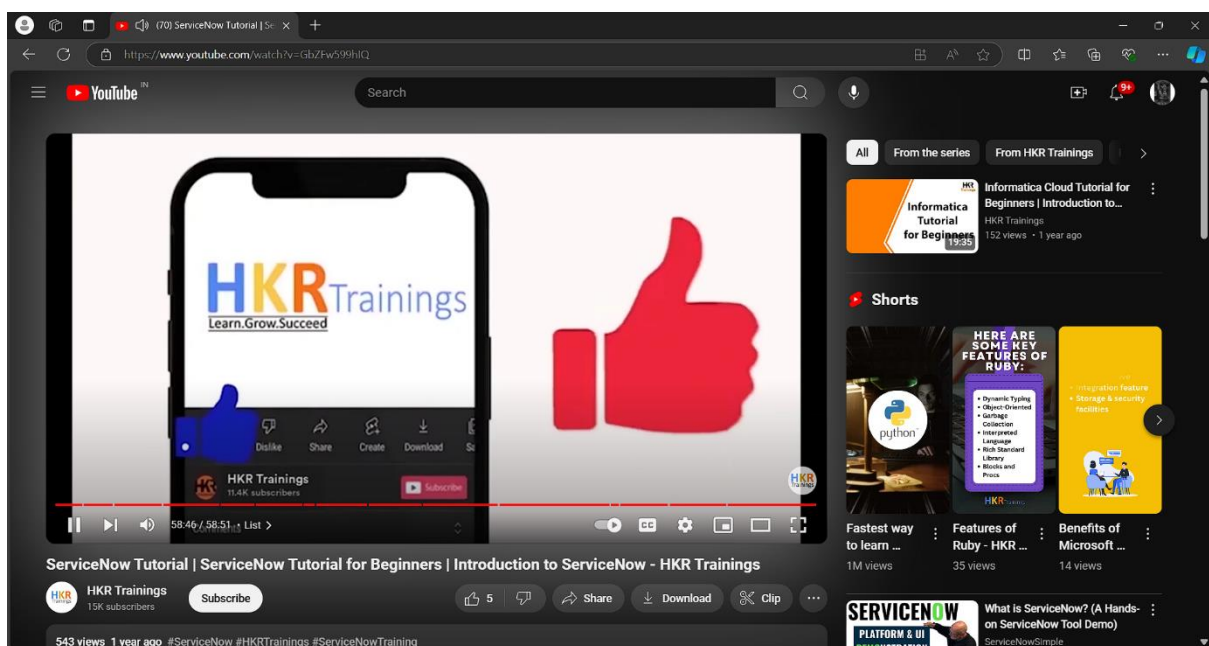 (70) ServiceNow Tutorial | Se
https://www.youtube.com/watch?v=GbZFw599hIQ
YouTube IN
Search
9+
HKR Trainings
Learn.Grow.Succeed
Dislike Share Create Download
HKR
HKR Trainings
11.4K subscribers
Subscribe
HKR
Trainings
58:46 / 58:51 • List >
Comments
CC
ServiceNow Tutorial | ServiceNow Tutorial for Beginners | Introduction to ServiceNow - HKR Trainings
HKR
Trainings
HKR Trainings
15K subscribers
Subscribe
5
Share
Download
Clip
543 views 1 year ago #ServiceNow #HKRTrainings #ServiceNowTraining
All
From the series
From HKR Trainings
HKR
Informatica
Tutorial
for Beginners
19:35
Informatica Cloud Tutorial for
Beginners | Introduction to...
HKR Trainings
152 views • 1 year ago
Shorts
python
HERE ARE
SOME KEY
FEATURES OF
RUBY:
• Dynamic Typing
• Object-Oriented
• Garbage
Collection
• Interpreted
Language
• Rich Standard
Library
• Blocks and
Procs
HKR
• Integration feature
• Storage & security
facilities
Fastest way
to learn ...
1M views
Features of
Ruby - HKR ...
35 views
Benefits of
Microsoft ...
14 views
SERVICENOW
PLATFORM & UI
What is ServiceNow? (A Hands-
on ServiceNow Tool Demo)
ServiceNowSimple